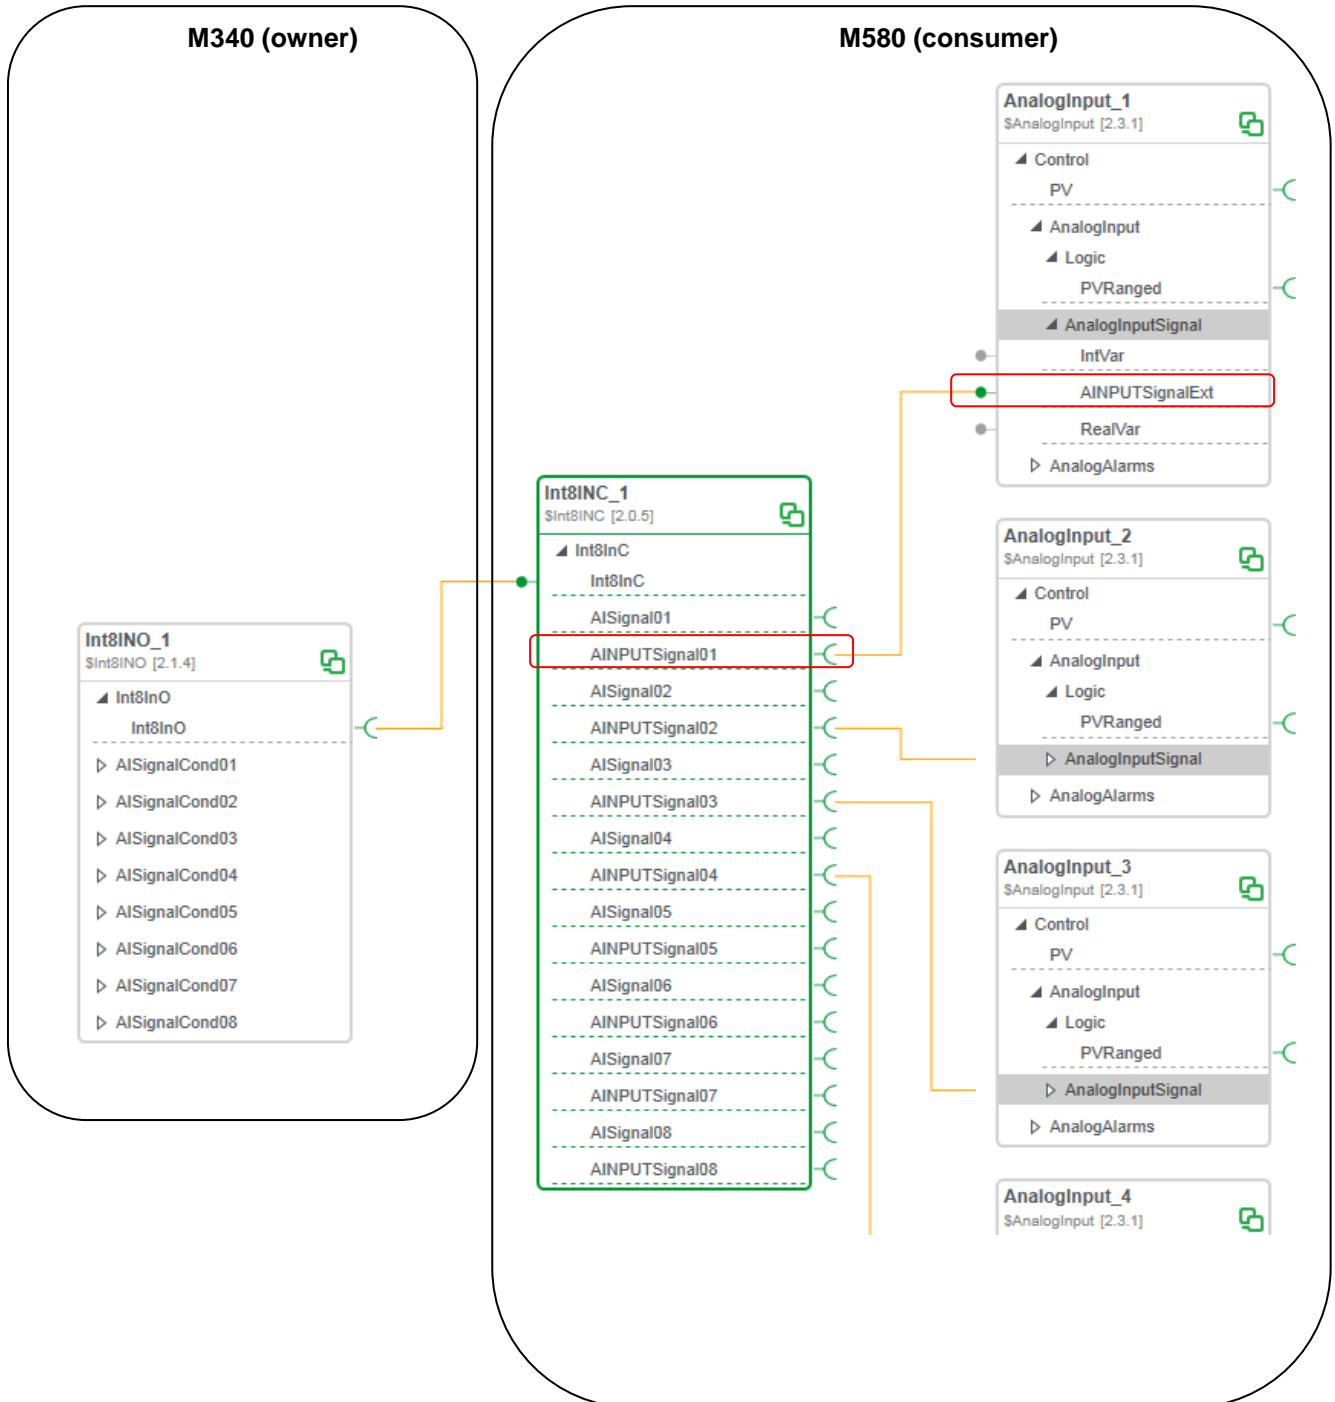 M340 (owner)
Int8INO_1
$Int8INO [2.1.4]
Int8InO
Int8InO
AISignalCond01
AISignalCond02
AISignalCond03
AISignalCond04
AISignalCond05
AISignalCond06
AISignalCond07
AISignalCond08
M580 (consumer)
Int8INC_1
$Int8INC [2.0.5]
Int8InC
Int8InC
AISignal01
AINPUTSignal01
AISignal02
AINPUTSignal02
AISignal03
AINPUTSignal03
AISignal04
AINPUTSignal04
AISignal05
AINPUTSignal05
AISignal06
AINPUTSignal06
AISignal07
AINPUTSignal07
AISignal08
AINPUTSignal08
AnalogInput_1
$AnalogInput [2.3.1]
Control
PV
AnalogInput
Logic
PVRanged
AnalogInputSignal
IntVar
AINPUTSignalExt
RealVar
AnalogAlarms
AnalogInput_2
$AnalogInput [2.3.1]
Control
PV
AnalogInput
Logic
PVRanged
AnalogInputSignal
AnalogAlarms
AnalogInput_3
$AnalogInput [2.3.1]
Control
PV
AnalogInput
Logic
PVRanged
AnalogInputSignal
AnalogAlarms
AnalogInput_4
$AnalogInput [2.3.1]